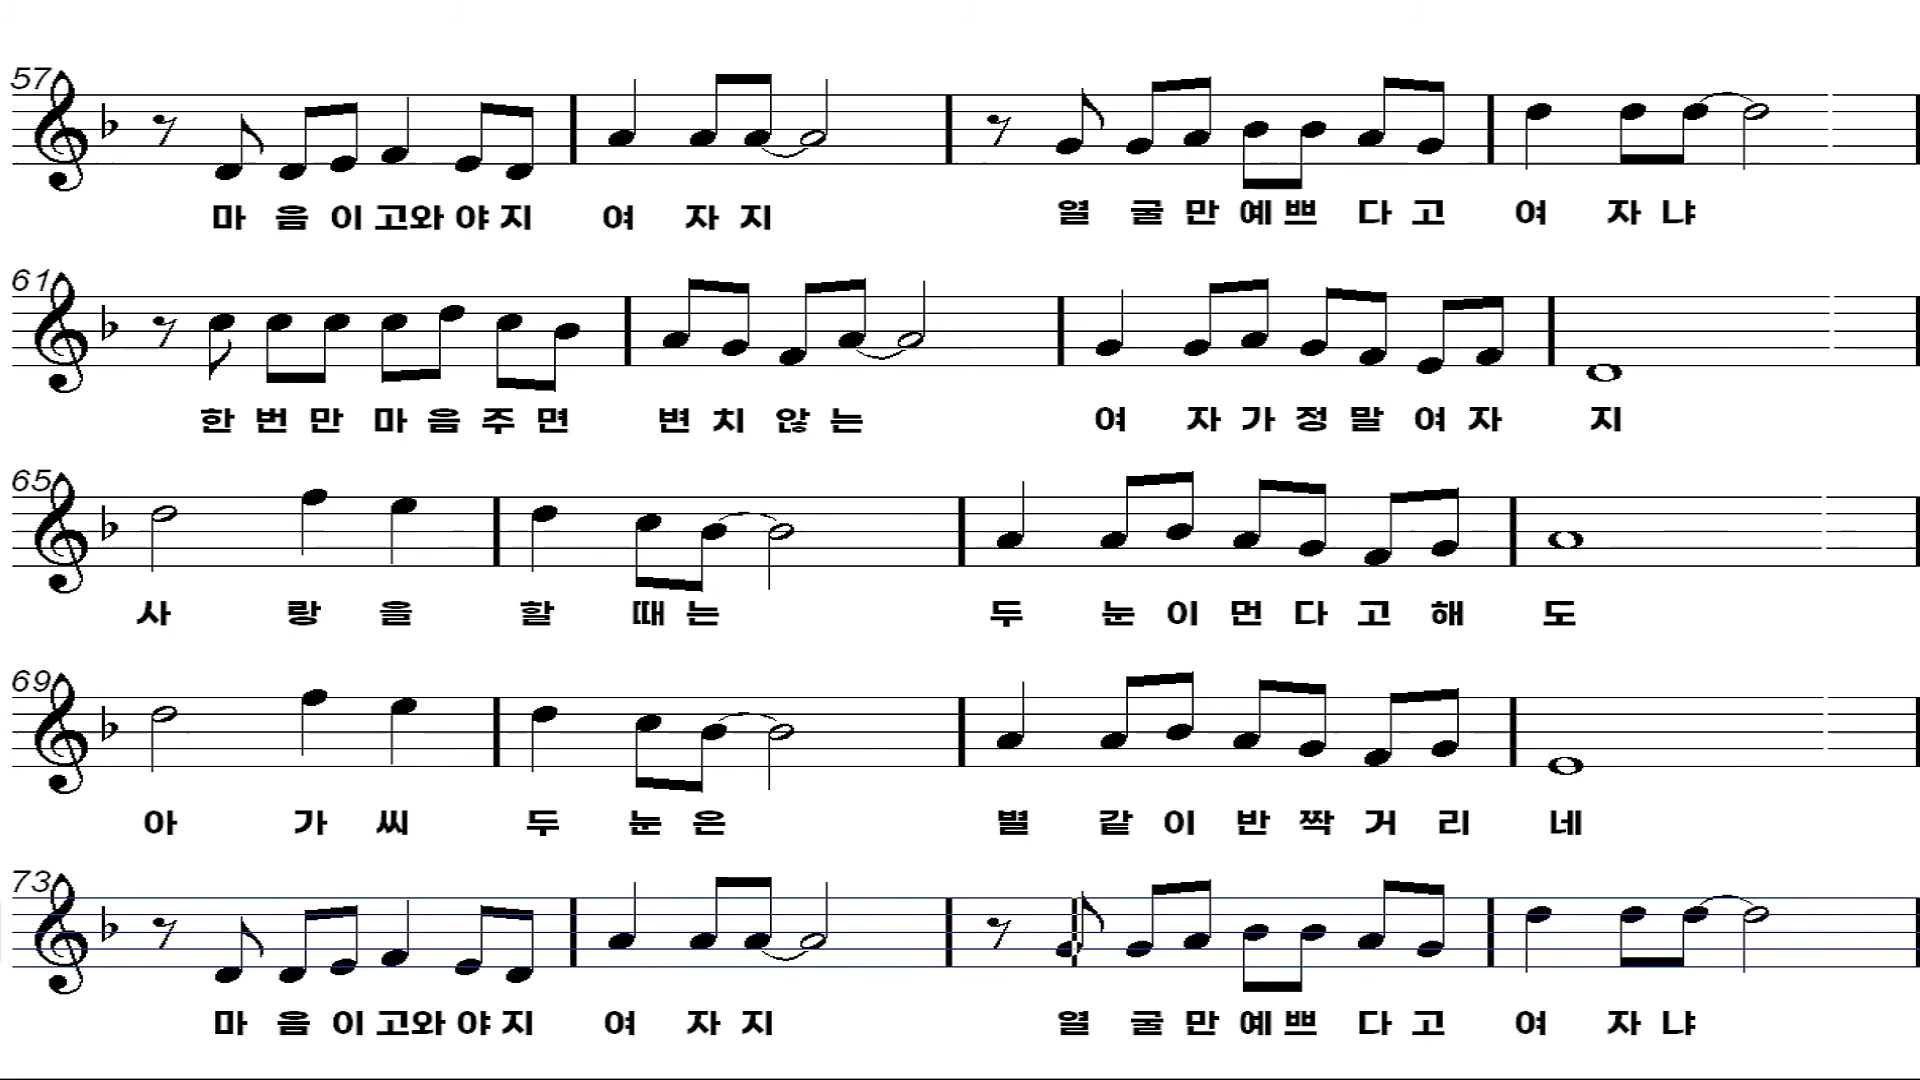 57
마 음 이 고와 야 지 여 자 지 열 굴 만 예 쁘 다 고 여 자 냐
61
한 번 만 마 음 주 면 변 치 않 는 여 자 가 정 말 여 자 지
65
사 랑 을 할 때 는 두 눈 이 먼 다 고 해 도
69
아 가 씨 두 눈 은 별 같 이 반 짝 거 리 네
73
마 음 이 고와 야 지 여 자 지 열 굴 만 예 쁘 다 고 여 자 냐